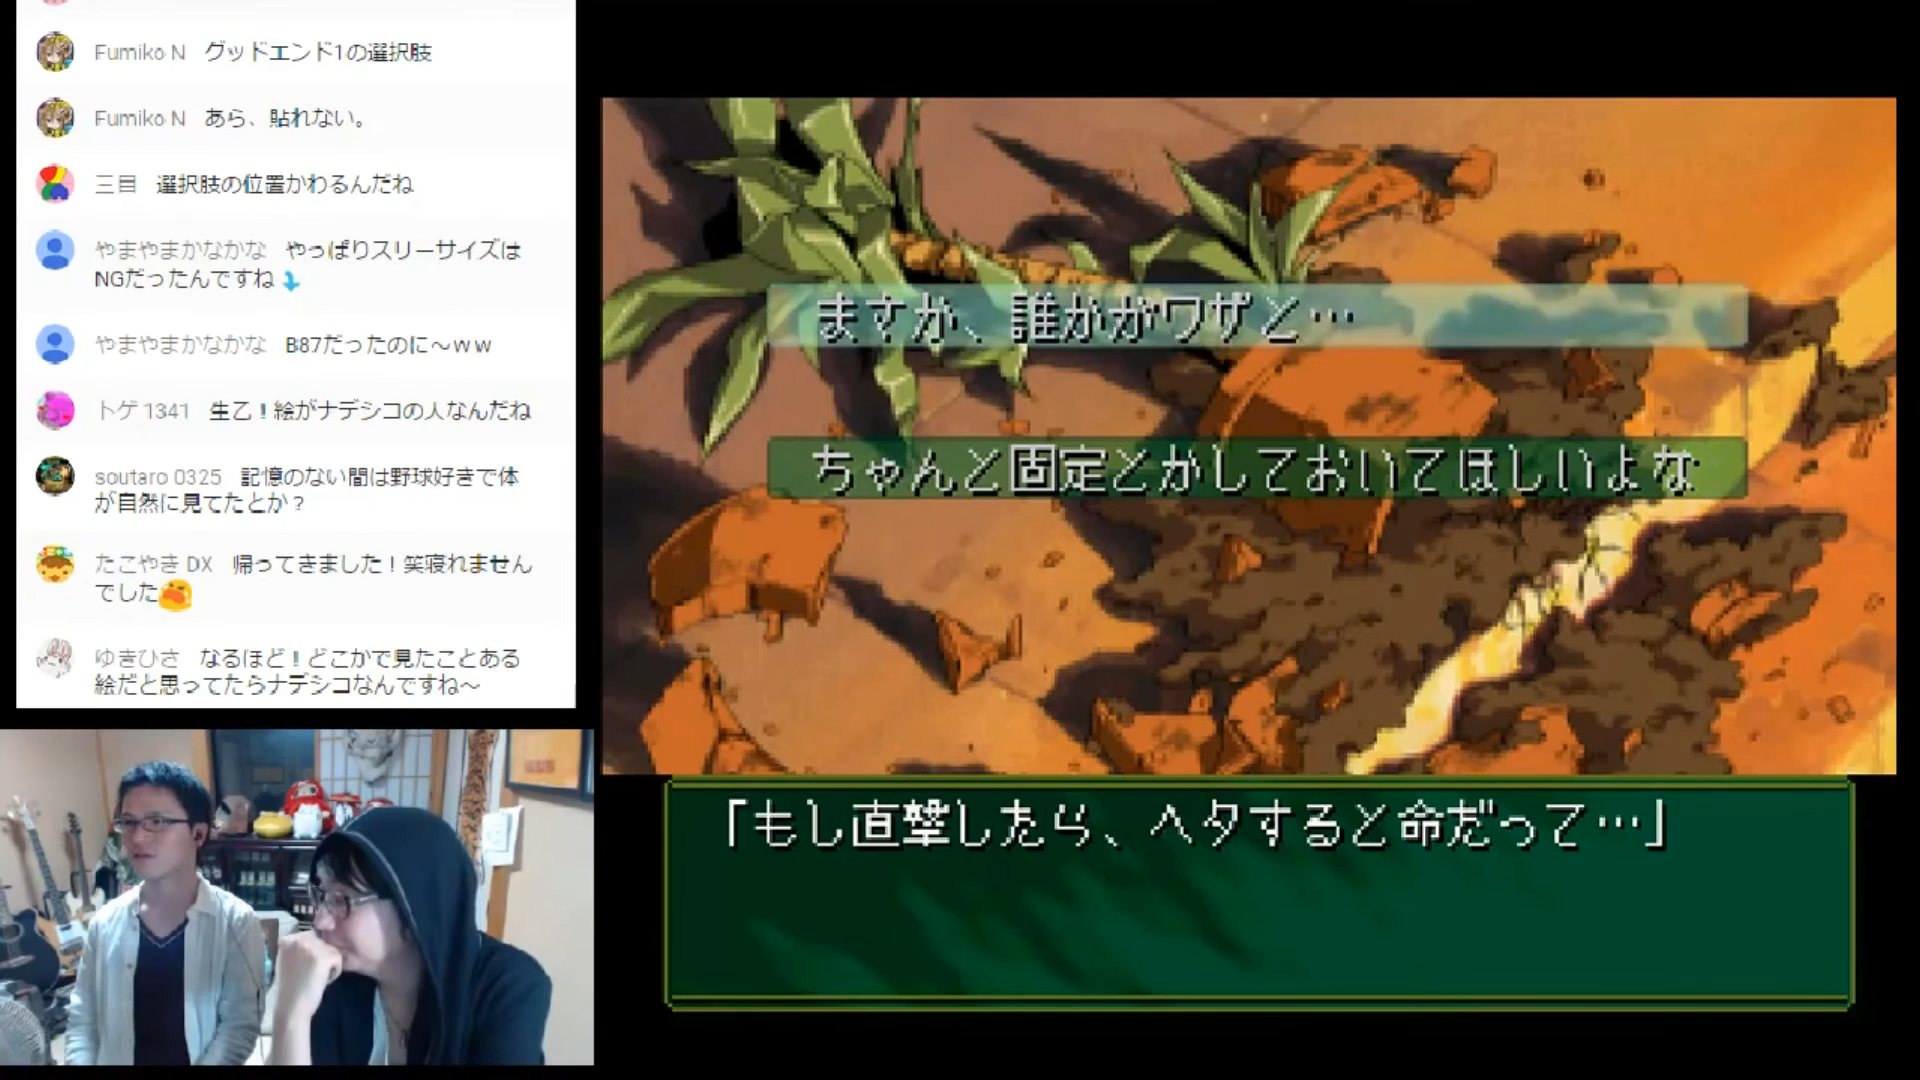 Fumiko N グッドエンド1の選択肢
Fumiko N あら、貼れない。
三目 選択肢の位置かわるんだね
やまやまかなかな やっぱりスリーサイズは
NGだったんですね
やまやまかなかな B87だったのに～ww
トゲ1341 生乙！絵がナデシコの人なんだね
soutaro 0325 記憶のない間は野球好きで体
が自然に見てたとか？
たこやき DX 帰ってきました！笑寝れません
でした
ゆきひさ なるほど！どこかで見たことある
絵だと思ってたらナデシコなんですね～
まさか、誰かがワザと…
ちゃんと固定とかしておいてほしいよな
「もし直撃したら、ヘタすると命だって…」